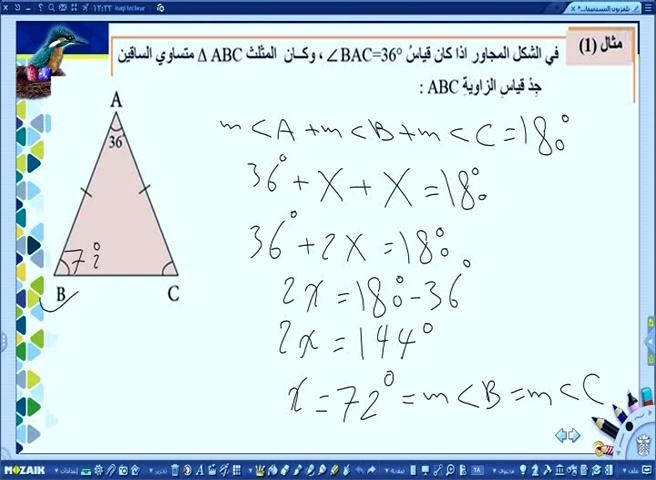 مثال (1)
في الشكل المجاور اذا كان قياسُ ∠BAC=36° ، وكـان المثلث Δ ABC متساوي الساقين
جِدْ قياسِ الزاويةِ ABC :
A
36°
72°
B
C
m<A + m<B + m<C = 180°
36° + X + X = 180°
36° + 2X = 180°
2x = 180° - 36°
2x = 144°
x = 72° = m<B = m<C
MOZAIK